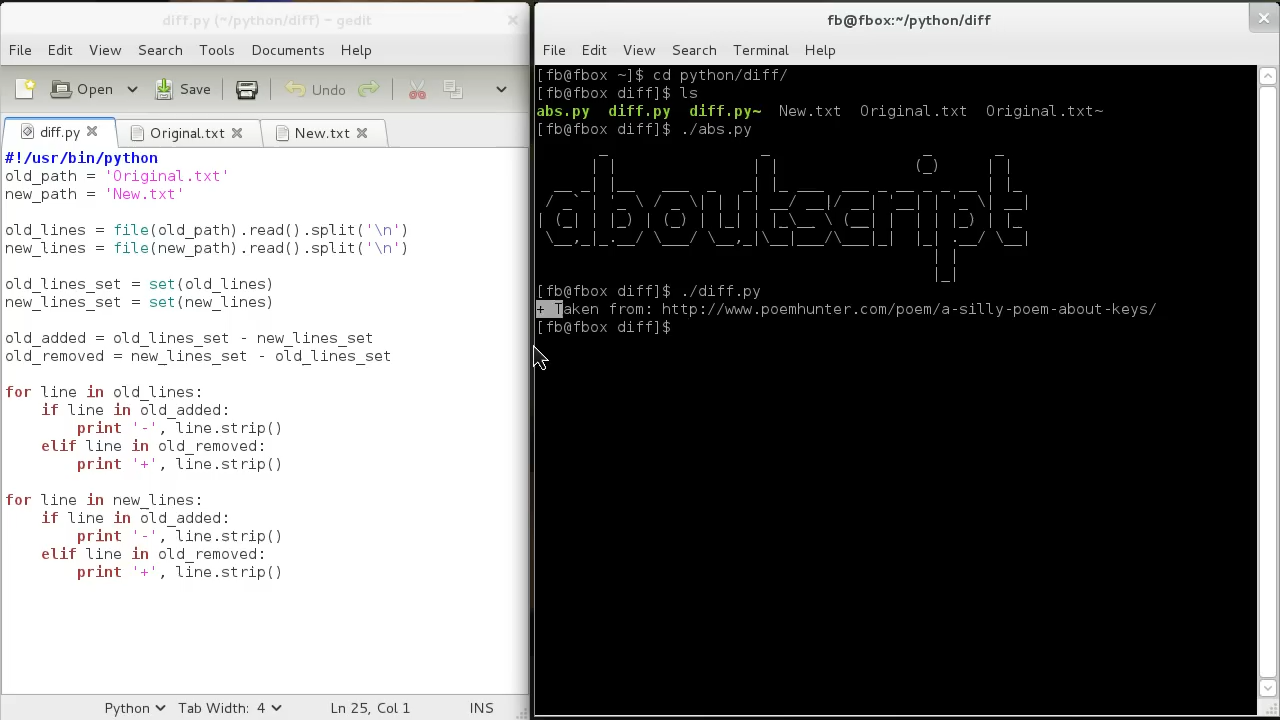 diff.py (~/python/diff) - gedit
File Edit View Search Tools Documents Help
Open Save Undo
diff.py Original.txt New.txt
#!/usr/bin/python
old_path = 'Original.txt'
new_path = 'New.txt'
old_lines = file(old_path).read().split('\n')
new_lines = file(new_path).read().split('\n')
old_lines_set = set(old_lines)
new_lines_set = set(new_lines)
old_added = old_lines_set - new_lines_set
old_removed = new_lines_set - old_lines_set
for line in old_lines:
    if line in old_added:
        print '-', line.strip()
    elif line in old_removed:
        print '+', line.strip()
for line in new_lines:
    if line in old_added:
        print '-', line.strip()
    elif line in old_removed:
        print '+', line.strip()
Python Tab Width: 4 Ln 25, Col 1 INS
fb@fbox:~/python/diff
File Edit View Search Terminal Help
[fb@fbox ~]$ cd python/diff/
[fb@fbox diff]$ ls
abs.py diff.py diff.py~ New.txt Original.txt Original.txt~
[fb@fbox diff]$ ./abs.py
aboutscript
[fb@fbox diff]$ ./diff.py
+ Taken from: http://www.poemhunter.com/poem/a-silly-poem-about-keys/
[fb@fbox diff]$